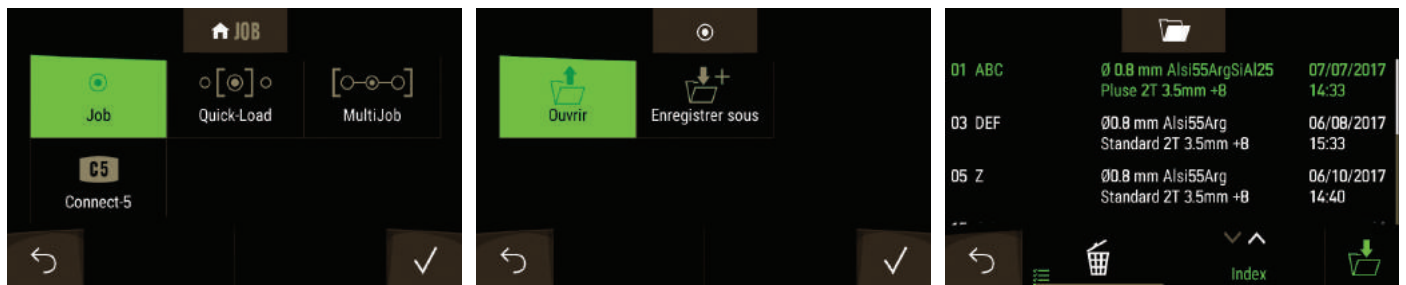 JOB
Job
Quick-Load
MultiJob
C5
Connect-5
Ouvrir
Enregistrer sous
01 ABC Ø 0.8 mm Alsi55ArgSiAl25 07/07/2017
Pluse 2T 3.5mm +8 14:33
03 DEF Ø0.8 mm Alsi55Arg 06/08/2017
Standard 2T 3.5mm +8 15:33
05 Z Ø0.8 mm Alsi55Arg 06/10/2017
Standard 2T 3.5mm +8 14:40
Index